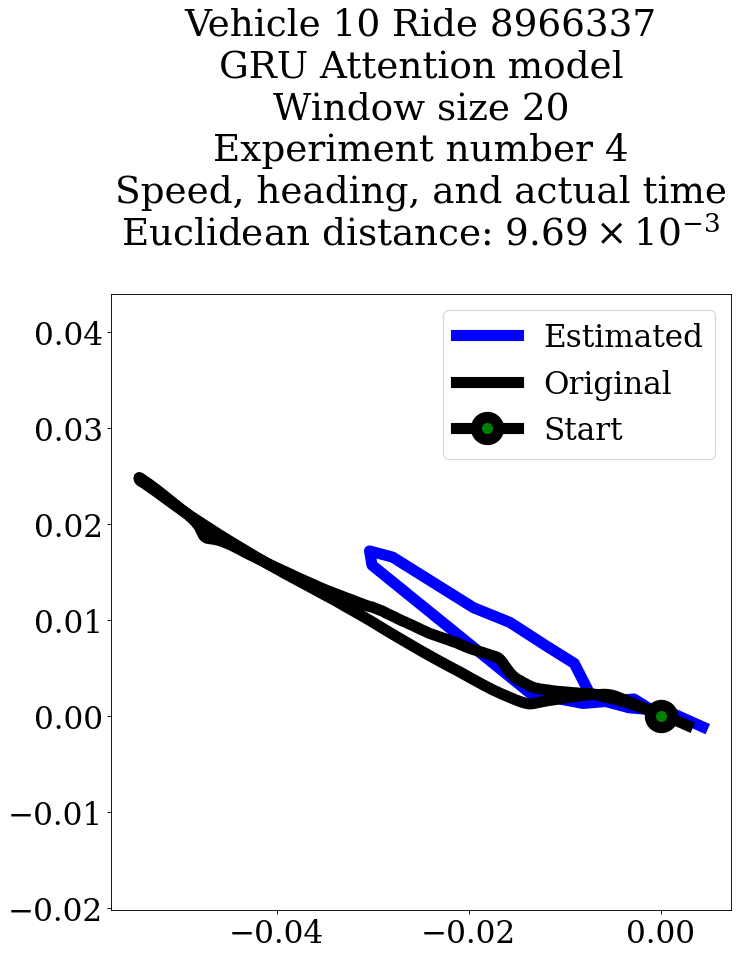 Vehicle 10 Ride 8966337
GRU Attention model
Window size 20
Experiment number 4
Speed, heading, and actual time
Euclidean distance: 9.69 × 10⁻³
Estimated
Original
Start
0.04
0.03
0.02
0.01
0.00
−0.01
−0.02
−0.04
−0.02
0.00